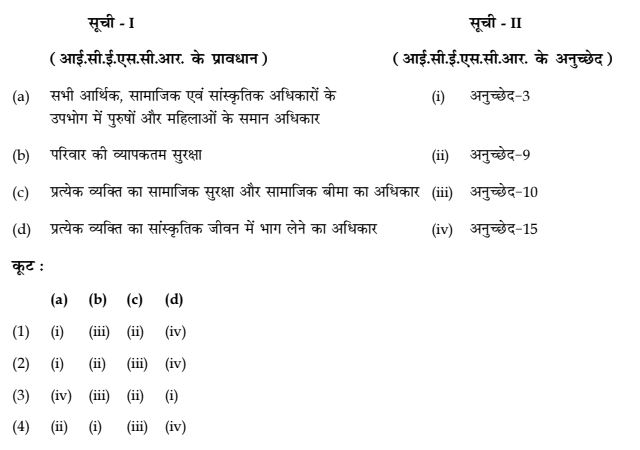 सूची - I सूची - II
( आई.सी.ई.एस.सी.आर. के प्रावधान ) ( आई.सी.ई.एस.सी.आर. के अनुच्छेद )
(a) सभी आर्थिक, सामाजिक एवं सांस्कृतिक अधिकारों के (i) अनुच्छेद-3
उपभोग में पुरुषों और महिलाओं के समान अधिकार
(b) परिवार की व्यापकतम सुरक्षा (ii) अनुच्छेद-9
(c) प्रत्येक व्यक्ति का सामाजिक सुरक्षा और सामाजिक बीमा का अधिकार (iii) अनुच्छेद-10
(d) प्रत्येक व्यक्ति का सांस्कृतिक जीवन में भाग लेने का अधिकार (iv) अनुच्छेद-15
कूट :
(a) (b) (c) (d)
(1) (i) (iii) (ii) (iv)
(2) (i) (ii) (iii) (iv)
(3) (iv) (iii) (ii) (i)
(4) (ii) (i) (iii) (iv)